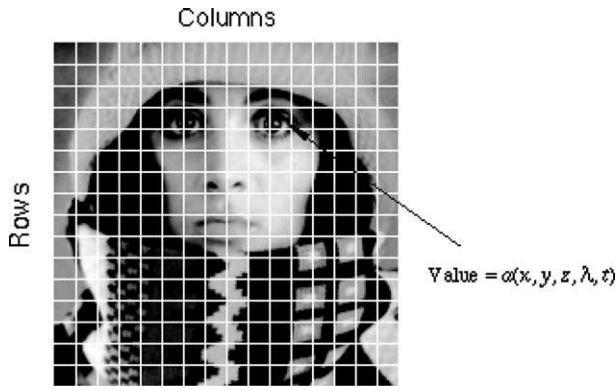 Columns
Rows
Value = a(x, y, z, λ, t)